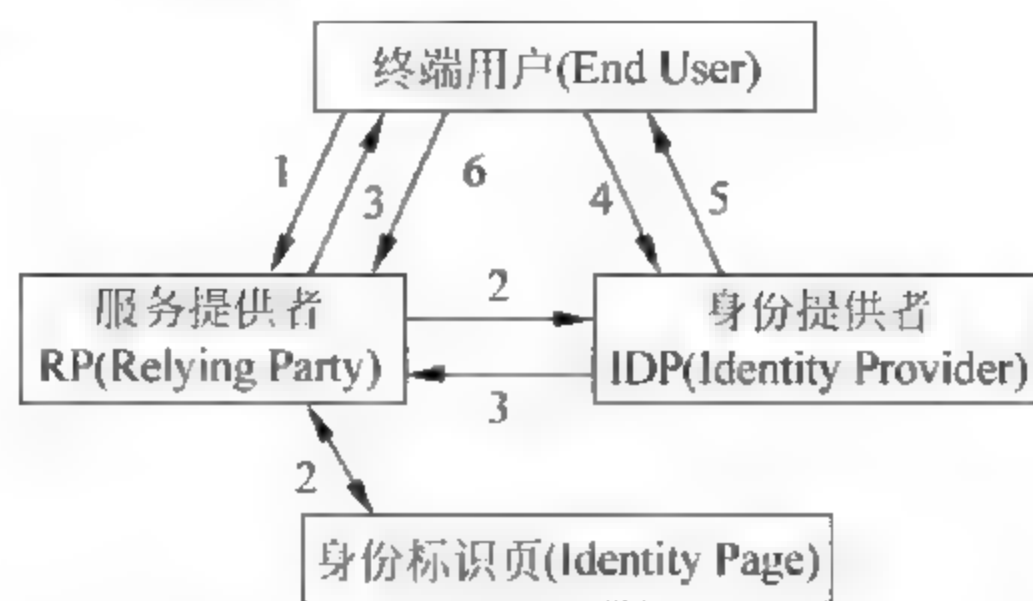 终端用户(End User)
1
3
6
4
5
服务提供者
RP(Relying Party)
2
3
身份提供者
IDP(Identity Provider)
2
身份标识页(Identity Page)